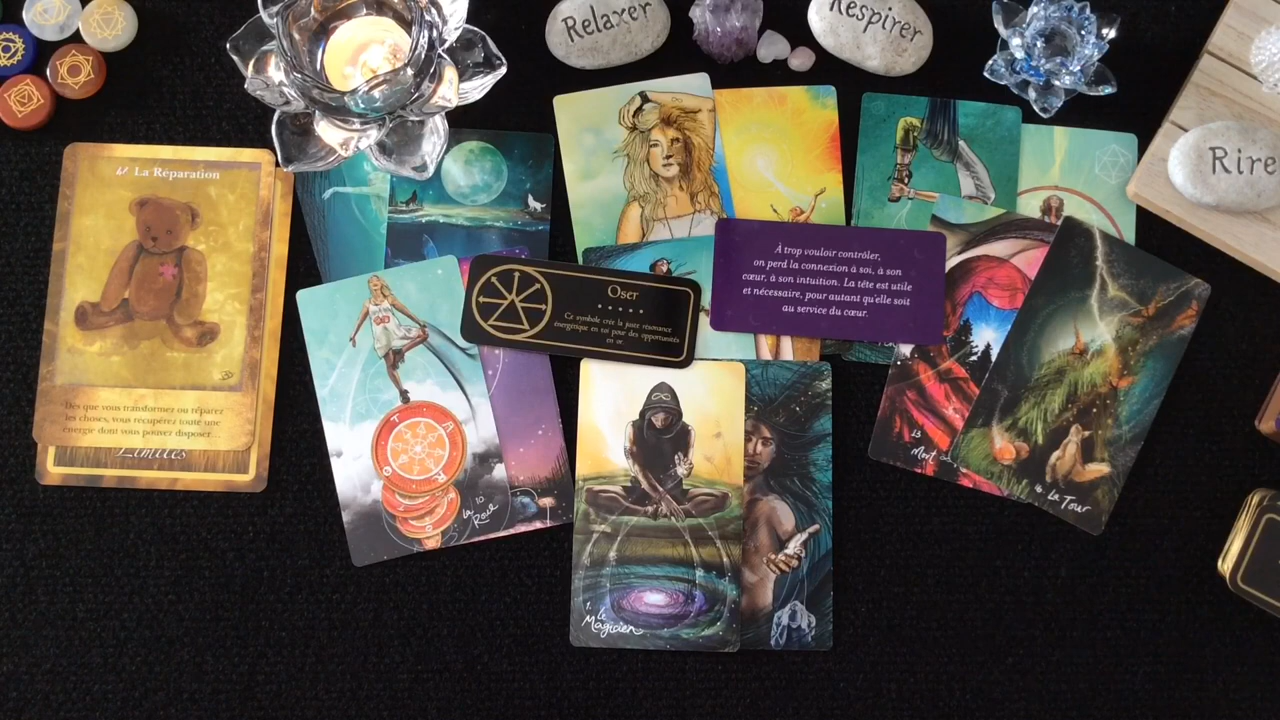 Relaxer
Respirer
Rire
La Réparation
Dès que vous transformez ou réparez
les choses, vous récupérez toute une
énergie dont vous pouvez disposer...
Limites
Oser
Ce symbole crée la juste résonance
énergétique en toi pour des opportunités
en or.
À trop vouloir contrôler,
on perd la connexion à soi, à son
cœur, à son intuition. La tête est utile
et nécessaire, pour autant qu'elle soit
au service du cœur.
T
A
R
O
10
La
Roue
1.
Le
Magicien
13
Mort
16. La Tour